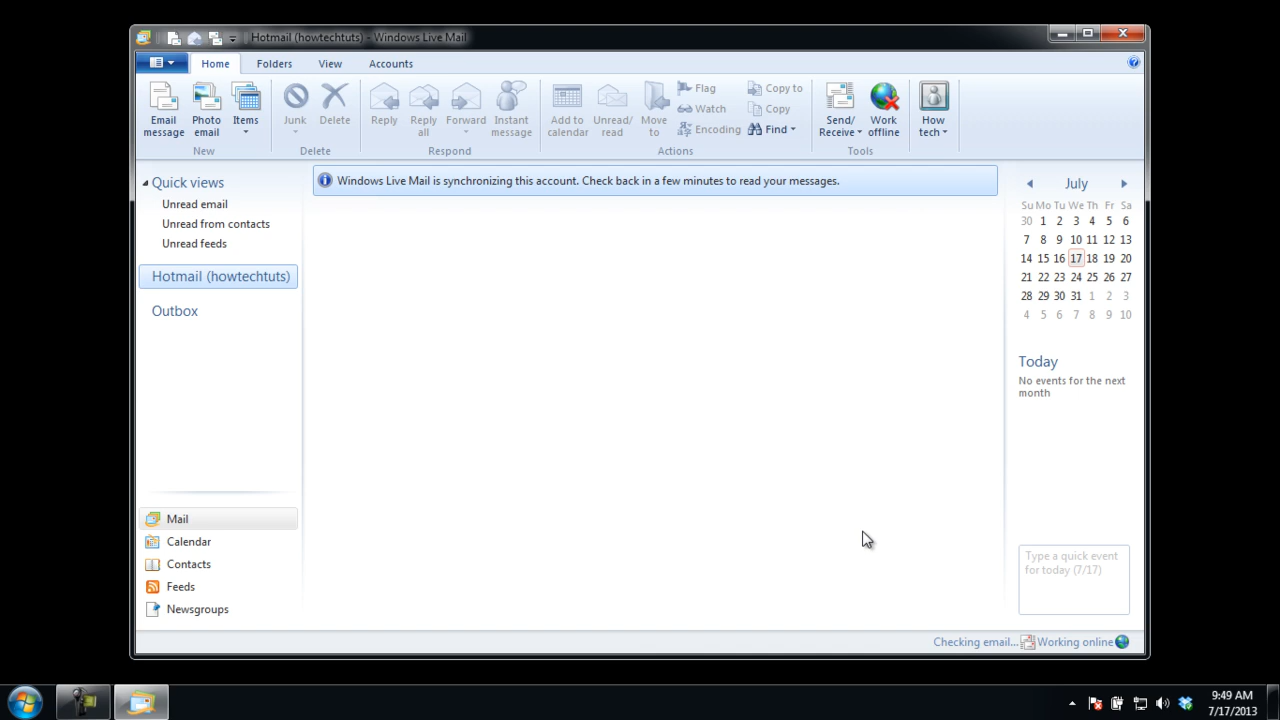 Hotmail (howtechtuts) - Windows Live Mail
Home Folders View Accounts
Email message
Photo email
Items
New
Junk
Delete
Delete
Reply
Reply all
Forward
Instant message
Respond
Add to calendar
Unread/ read
Move to
Flag
Watch
Encoding
Copy to
Copy
Find
Actions
Send/ Receive
Work offline
Tools
How tech
Quick views
Unread email
Unread from contacts
Unread feeds
Hotmail (howtechtuts)
Outbox
Mail
Calendar
Contacts
Feeds
Newsgroups
Windows Live Mail is synchronizing this account. Check back in a few minutes to read your messages.
July
Su Mo Tu We Th Fr Sa
30 1 2 3 4 5 6
7 8 9 10 11 12 13
14 15 16 17 18 19 20
21 22 23 24 25 26 27
28 29 30 31 1 2 3
4 5 6 7 8 9 10
Today
No events for the next
month
Type a quick event
for today (7/17)
Checking email... Working online
9:49 AM
7/17/2013